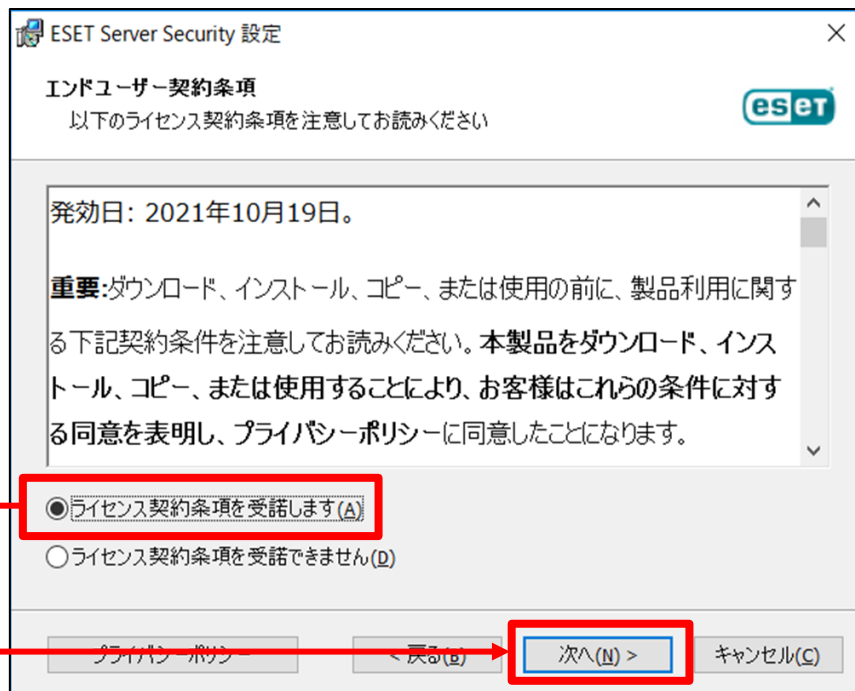 ESET Server Security 設定
エンドユーザー契約条項
以下のライセンス契約条項を注意してお読みください
eseT
発効日: 2021年10月19日。
重要:ダウンロード、インストール、コピー、または使用の前に、製品利用に関す
る下記契約条件を注意してお読みください。本製品をダウンロード、インス
トール、コピー、または使用することにより、お客様はこれらの条件に対す
る同意を表明し、プライバシーポリシーに同意したことになります。
ライセンス契約条項を受諾します(A)
ライセンス契約条項を受諾できません(D)
プライバシーポリシー < 戻る(B) 次へ(N) > キャンセル(C)